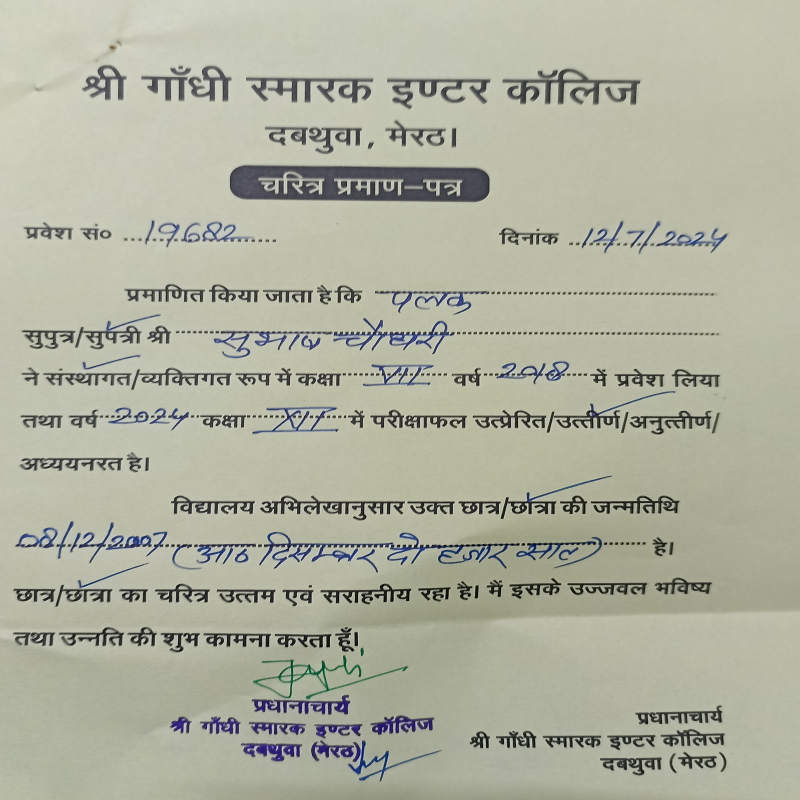 श्री गाँधी स्मारक इण्टर कॉलिज
दबथुवा, मेरठ।
चरित्र प्रमाण–पत्र
प्रवेश सं० ...19682... दिनांक ...12/7/2024
प्रमाणित किया जाता है कि पलक
सुपुत्र/सुपुत्री श्री सुभाष चौधरी
ने संस्थागत/व्यक्तिगत रूप में कक्षा VII वर्ष 2018 में प्रवेश लिया
तथा वर्ष 2024 कक्षा XII में परीक्षाफल उत्प्रेरित/उत्तीर्ण/अनुत्तीर्ण/
अध्ययनरत है।
विद्यालय अभिलेखानुसार उक्त छात्र/छात्रा की जन्मतिथि
08/12/2007 (आठ दिसम्बर दो हजार सात) है।
छात्र/छात्रा का चरित्र उत्तम एवं सराहनीय रहा है। मैं इसके उज्जवल भविष्य
तथा उन्नति की शुभ कामना करता हूँ।
प्रधानाचार्य
श्री गाँधी स्मारक इण्टर कॉलिज
दबथुवा (मेरठ)
प्रधानाचार्य
श्री गाँधी स्मारक इण्टर कॉलिज
दबथुवा (मेरठ)